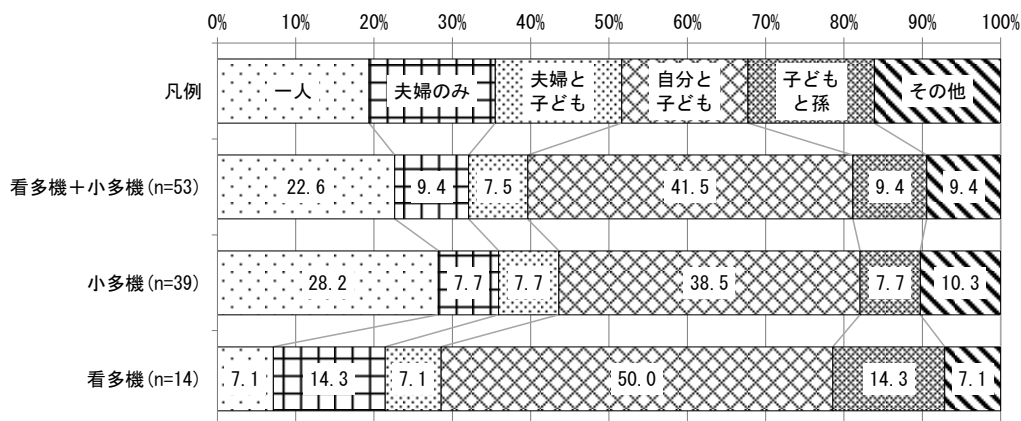 0% 10% 20% 30% 40% 50% 60% 70% 80% 90% 100%
凡例 一人 夫婦のみ 夫婦と 自分と 子ども その他
子ども 子ども と孫
看多機＋小多機(n=53) 22.6 9.4 7.5 41.5 9.4 9.4
小多機(n=39) 28.2 7.7 7.7 38.5 7.7 10.3
看多機(n=14) 7.1 14.3 7.1 50.0 14.3 7.1